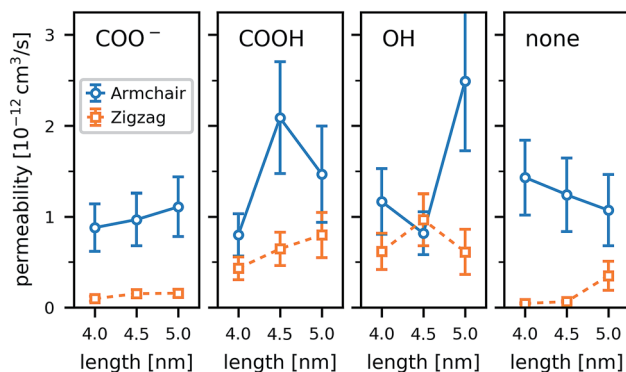 COO⁻ COOH OH none
Armchair
Zigzag
permeability [10⁻¹² cm³/s]
3
2
1
0
4.0 4.5 5.0 4.0 4.5 5.0 4.0 4.5 5.0 4.0 4.5 5.0
length [nm] length [nm] length [nm] length [nm]